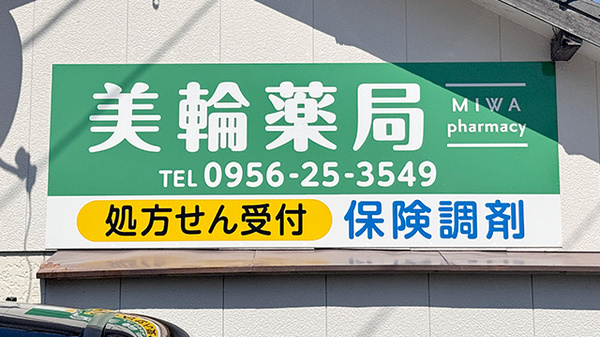 美輪薬局
MiWA
pharmacy
TEL 0956-25-3549
処方せん受付 保険調剤